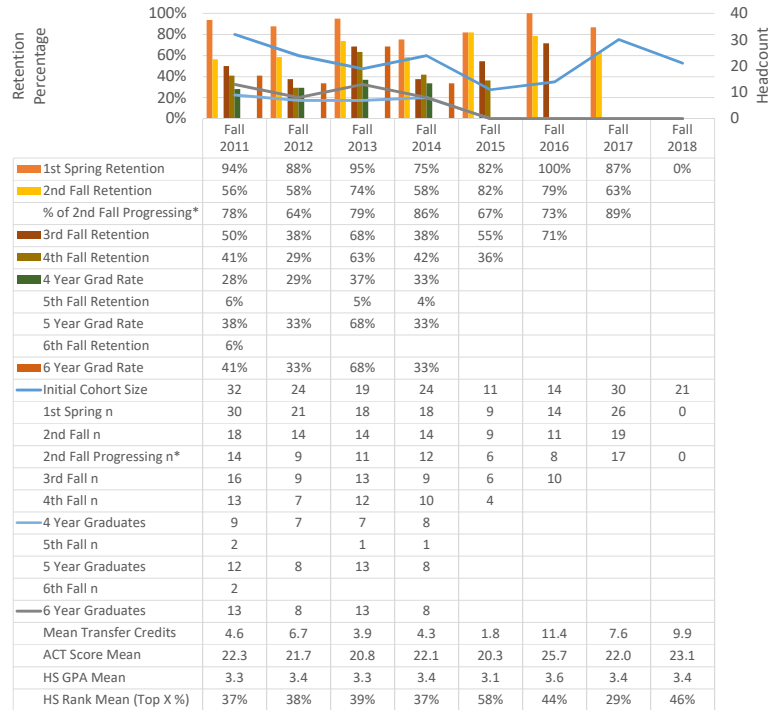 Retention
Percentage
100%
80%
60%
40%
20%
0%
40
30
20
10
0
Headcount
Fall 2011 Fall 2012 Fall 2013 Fall 2014 Fall 2015 Fall 2016 Fall 2017 Fall 2018
1st Spring Retention 94% 88% 95% 75% 82% 100% 87% 0%
2nd Fall Retention 56% 58% 74% 58% 82% 79% 63%
% of 2nd Fall Progressing* 78% 64% 79% 86% 67% 73% 89%
3rd Fall Retention 50% 38% 68% 38% 55% 71%
4th Fall Retention 41% 29% 63% 42% 36%
4 Year Grad Rate 28% 29% 37% 33%
5th Fall Retention 6% 5% 4%
5 Year Grad Rate 38% 33% 68% 33%
6th Fall Retention 6%
6 Year Grad Rate 41% 33% 68% 33%
Initial Cohort Size 32 24 19 24 11 14 30 21
1st Spring n 30 21 18 18 9 14 26 0
2nd Fall n 18 14 14 14 9 11 19
2nd Fall Progressing n* 14 9 11 12 6 8 17 0
3rd Fall n 16 9 13 9 6 10
4th Fall n 13 7 12 10 4
4 Year Graduates 9 7 7 8
5th Fall n 2 1 1
5 Year Graduates 12 8 13 8
6th Fall n 2
6 Year Graduates 13 8 13 8
Mean Transfer Credits 4.6 6.7 3.9 4.3 1.8 11.4 7.6 9.9
ACT Score Mean 22.3 21.7 20.8 22.1 20.3 25.7 22.0 23.1
HS GPA Mean 3.3 3.4 3.3 3.4 3.1 3.6 3.4 3.4
HS Rank Mean (Top X %) 37% 38% 39% 37% 58% 44% 29% 46%